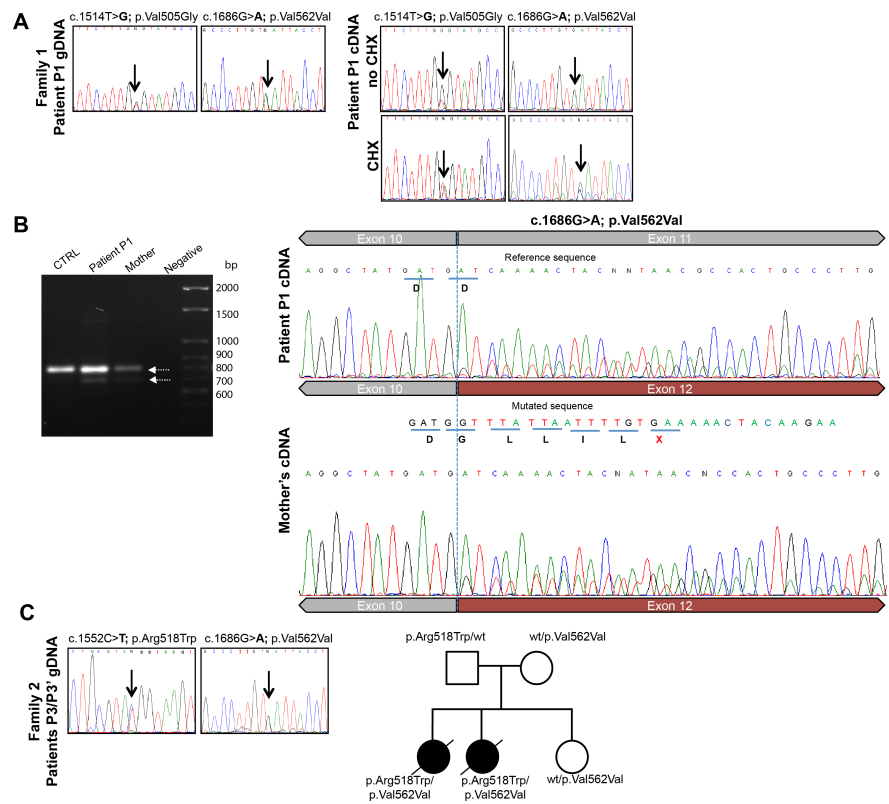 A
c.1514T>G; p.Val505Gly
c.1686G>A; p.Val562Val
Family 1
Patient P1 gDNA
T T C T T T G N G T A T G C C
G C C C T T G T N A T T A C C T
c.1514T>G; p.Val505Gly
c.1686G>A; p.Val562Val
Patient P1 cDNA
no CHX
T T C T T T G G G T A T G C C
G C C C T T G T G A T T A C C T
CHX
T T C T T T G N G T A T G C C
G C C C T T G T N A T T A C C
B
CTRL
Patient P1
Mother
Negative
bp
2000
1500
1000
900
800
700
600
c.1686G>A; p.Val562Val
Exon 10
Exon 11
Patient P1 cDNA
Reference sequence
A G G C T A T G A T G A T C A A A A C T A C N N T A A C G C C A C T G C C C T T G
D D
Exon 10
Exon 12
Mutated sequence
GATGGTTTATTAATTTTGTGAAAAACTACAAGAA
D G L L I L X
Mother's cDNA
A G G C T A T G A T G A T C A A A A C T A C N A T A A C N C C A C T G C C C T T G
Exon 10
Exon 12
C
c.1552C>T; p.Arg518Trp
c.1686G>A; p.Val562Val
Family 2
Patients P3/P3' gDNA
G C C C T T G T N A T T A C C T
p.Arg518Trp/wt
wt/p.Val562Val
p.Arg518Trp/
p.Val562Val
p.Arg518Trp/
p.Val562Val
wt/p.Val562Val